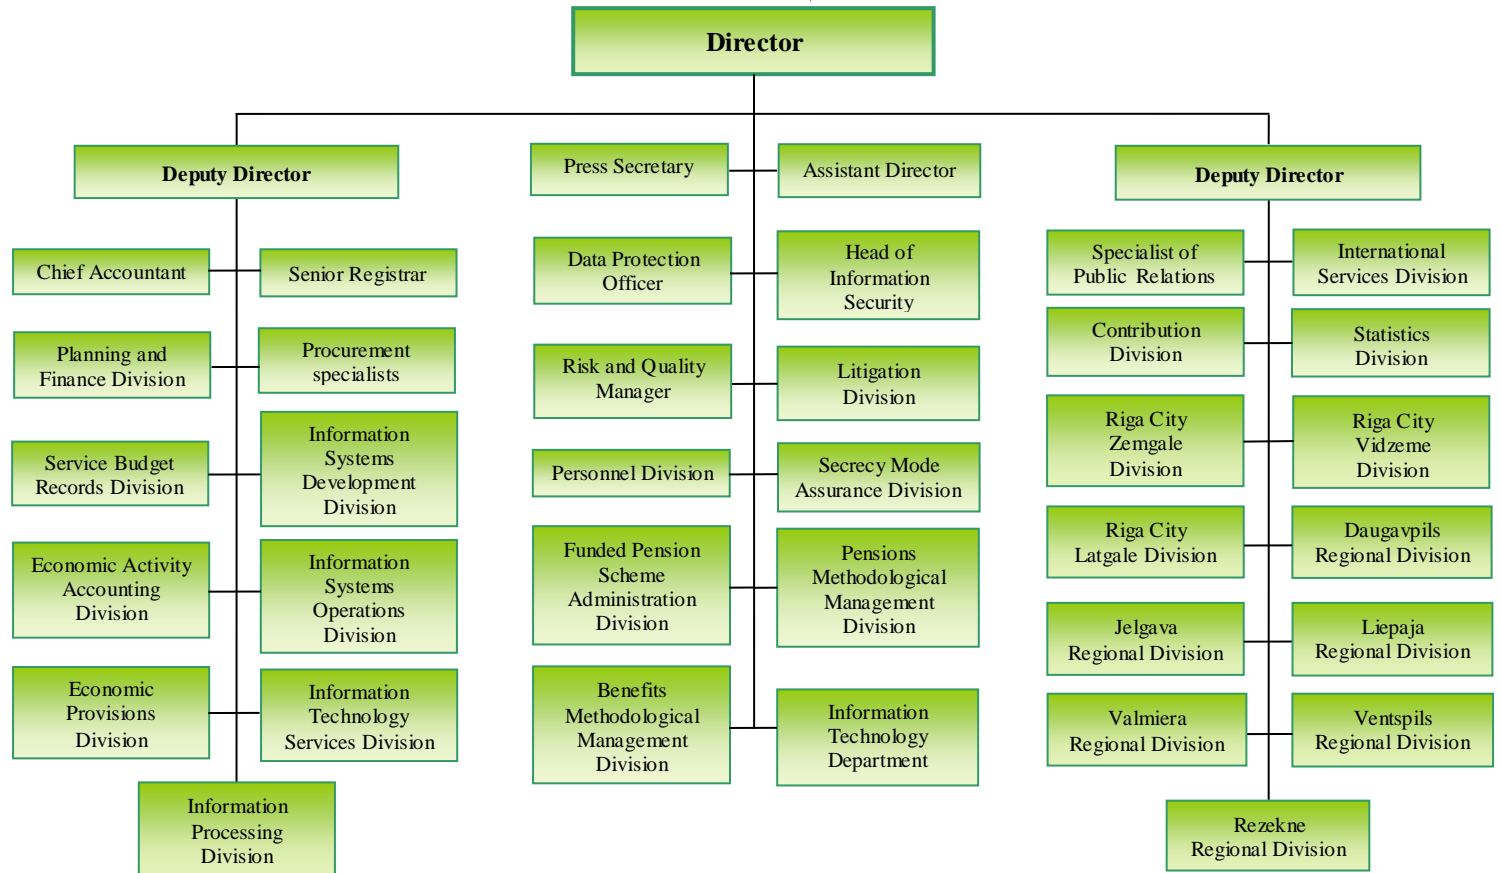 Director
Deputy Director
Chief Accountant
Senior Registrar
Planning and
Finance Division
Procurement
specialists
Service Budget
Records Division
Information
Systems
Development
Division
Economic Activity
Accounting
Division
Information
Systems
Operations
Division
Economic
Provisions
Division
Information
Technology
Services Division
Information
Processing
Division
Press Secretary
Assistant Director
Data Protection
Officer
Head of
Information
Security
Risk and Quality
Manager
Litigation
Division
Personnel Division
Secrecy Mode
Assurance Division
Funded Pension
Scheme
Administration
Division
Pensions
Methodological
Management
Division
Benefits
Methodological
Management
Division
Information
Technology
Department
Deputy Director
Specialist of
Public Relations
International
Services Division
Contribution
Division
Statistics
Division
Riga City
Zemgale
Division
Riga City
Vidzeme
Division
Riga City
Latgale Division
Daugavpils
Regional Division
Jelgava
Regional Division
Liepaja
Regional Division
Valmiera
Regional Division
Ventspils
Regional Division
Rezekne
Regional Division